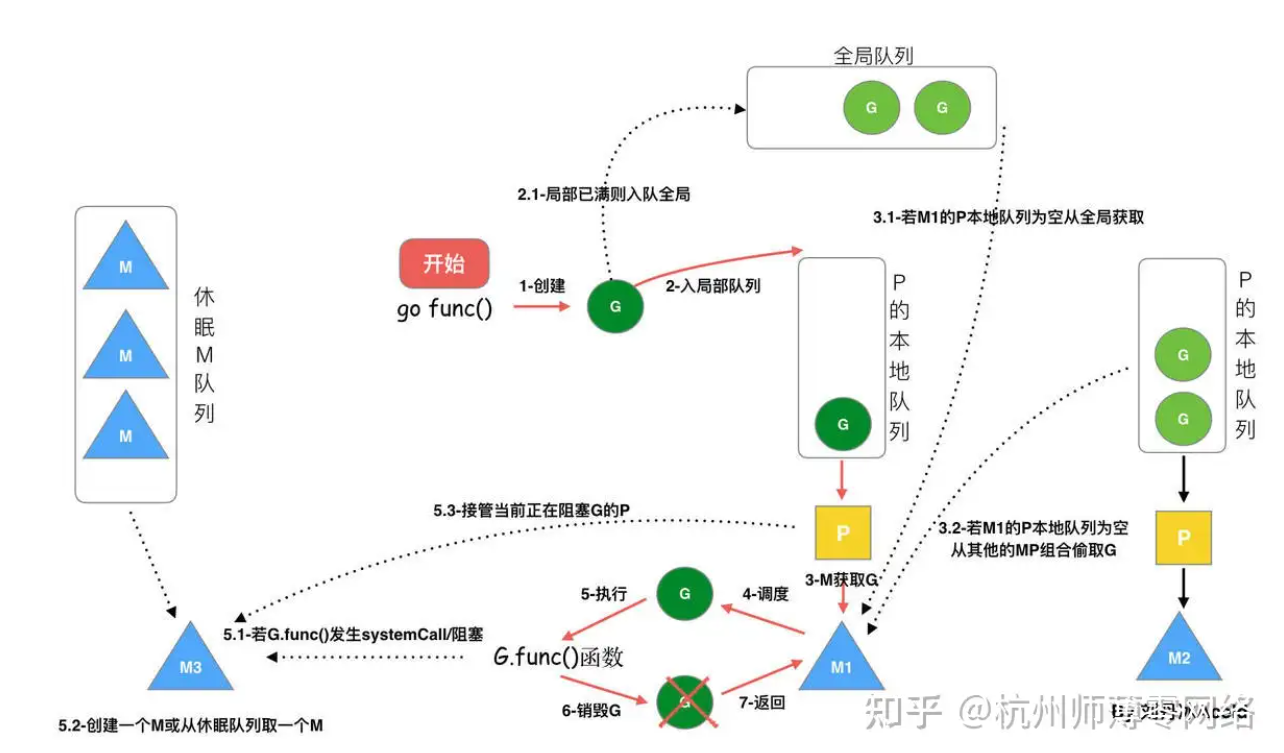 全局队列
G
G
2.1-局部已满则入队全局
3.1-若M1的P本地队列为空从全局获取
开始
go func()
1-创建
G
2-入局部队列
M
M
M
休眠M队列
P的本地队列
G
P的本地队列
G
G
5.3-接管当前正在阻塞G的P
P
3.2-若M1的P本地队列为空
从其他的MP组合偷取G
P
3-M获取G
5-执行
G
4-调度
5.1-若G.func()发生systemCall/阻塞
G.func()函数
M3
M1
M2
6-销毁G
G
7-返回
5.2-创建一个M或从休眠队列取一个M
知乎 @杭州师薄零网络